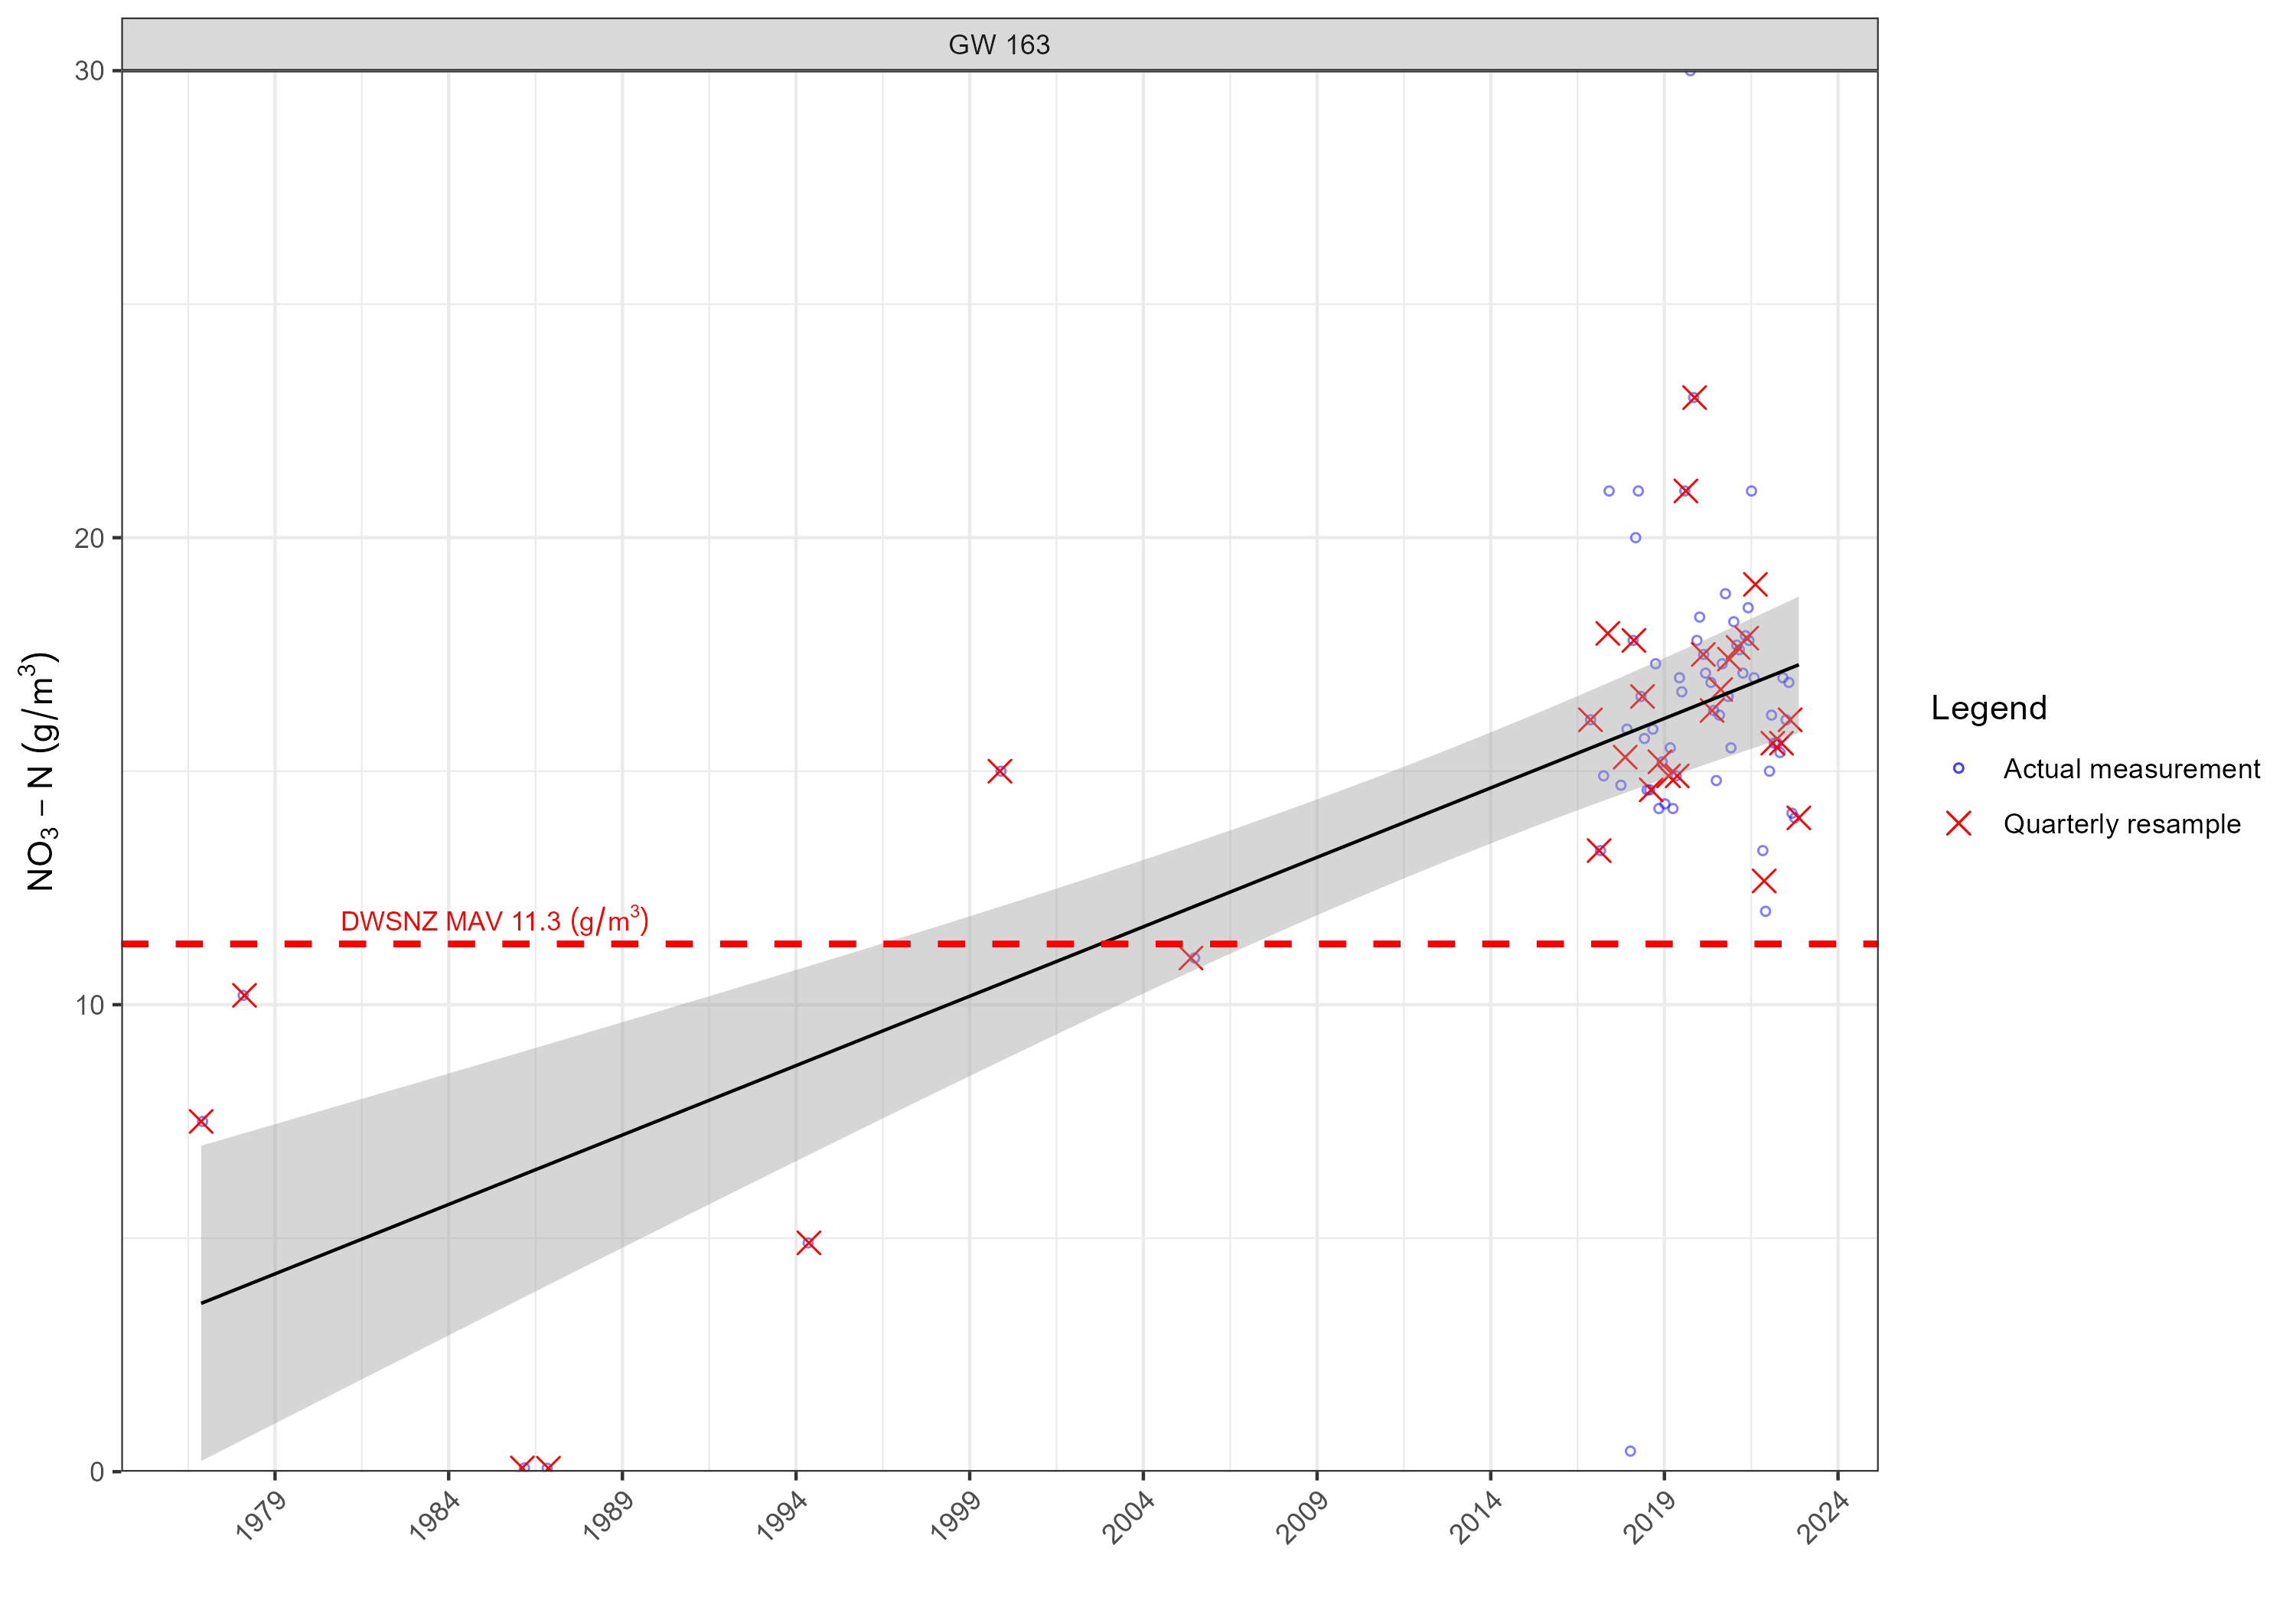 GW 163
30
20
10
0
NO₃ – N (g/m³)
DWSNZ MAV 11.3 (g/m³)
1979
1984
1989
1994
1999
2004
2009
2014
2019
2024
Legend
Actual measurement
Quarterly resample